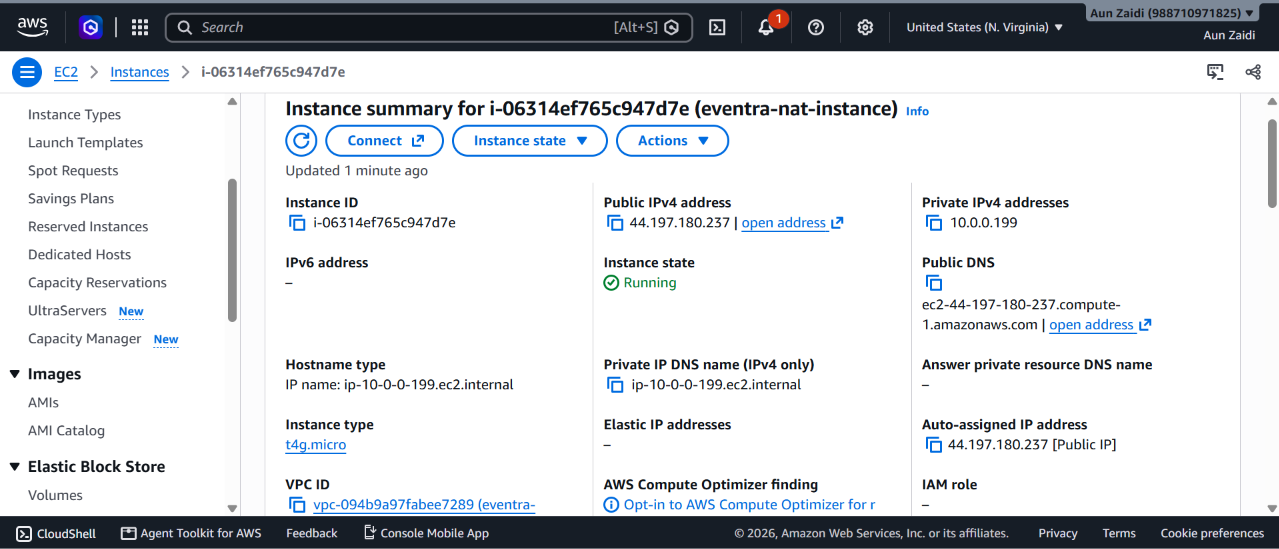 aws
Search
[Alt+S]
1
United States (N. Virginia)
Aun Zaidi (988710971825)
Aun Zaidi
EC2
Instances
i-06314ef765c947d7e
Instance Types
Launch Templates
Spot Requests
Savings Plans
Reserved Instances
Dedicated Hosts
Capacity Reservations
UltraServers New
Capacity Manager New
Images
AMIs
AMI Catalog
Elastic Block Store
Volumes
Instance summary for i-06314ef765c947d7e (eventra-nat-instance) Info
Connect
Instance state
Actions
Updated 1 minute ago
Instance ID
i-06314ef765c947d7e
Public IPv4 address
44.197.180.237 | open address
Private IPv4 addresses
10.0.0.199
IPv6 address
–
Instance state
Running
Public DNS
ec2-44-197-180-237.compute-
1.amazonaws.com | open address
Hostname type
IP name: ip-10-0-0-199.ec2.internal
Private IP DNS name (IPv4 only)
ip-10-0-0-199.ec2.internal
Answer private resource DNS name
–
Instance type
t4g.micro
Elastic IP addresses
–
Auto-assigned IP address
44.197.180.237 [Public IP]
VPC ID
vpc-094b9a97fabee7289 (eventra-
AWS Compute Optimizer finding
Opt-in to AWS Compute Optimizer for r
IAM role
–
CloudShell
Agent Toolkit for AWS
Feedback
Console Mobile App
© 2026, Amazon Web Services, Inc. or its affiliates.
Privacy
Terms
Cookie preferences